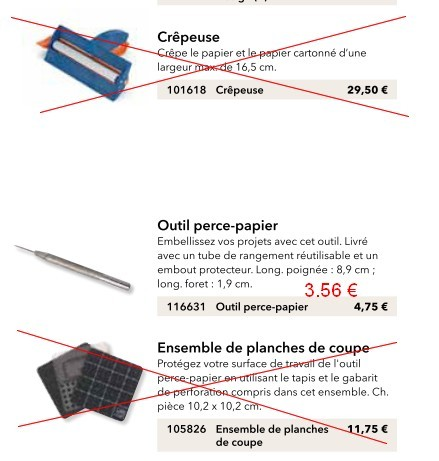 Crêpeuse
Crêpe le papier et le papier cartonné d'une
largeur max. de 16,5 cm.
101618 Crêpeuse 29,50 €
Outil perce-papier
Embellissez vos projets avec cet outil. Livré
avec un tube de rangement réutilisable et un
embout protecteur. Long. poignée : 8,9 cm ;
long. foret : 1,9 cm.
3.56 €
116631 Outil perce-papier 4,75 €
Ensemble de planches de coupe
Protégez votre surface de travail de l'outil
perce-papier en utilisant le tapis et le gabarit
de perforation compris dans cet ensemble. Ch.
pièce 10,2 x 10,2 cm.
105826 Ensemble de planches 11,75 €
de coupe